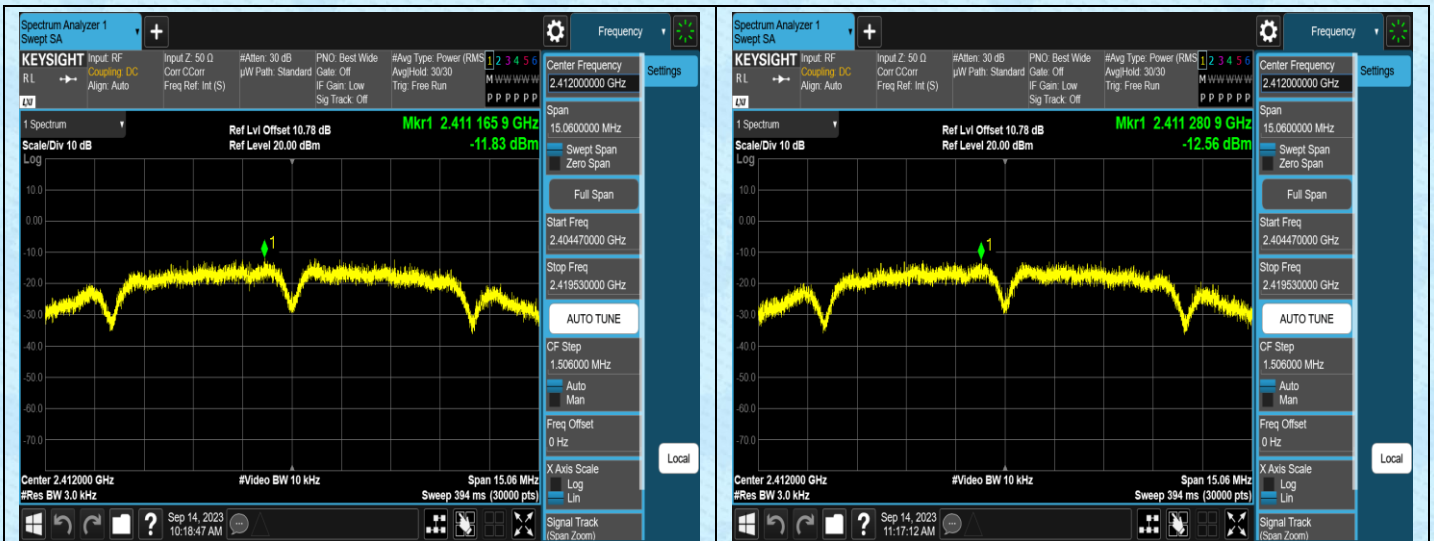 Spectrum Analyzer 1
Swept SA
+
Frequency
KEYSIGHT
RL
LXI
Input: RF
Coupling: DC
Align: Auto
Input Z: 50 Ω
Corr CCorr
Freq Ref: Int (S)
#Atten: 30 dB
µW Path: Standard
PNO: Best Wide
Gate: Off
IF Gain: Low
Sig Track: Off
#Avg Type: Power (RMS
Avg|Hold: 30/30
Trig: Free Run
1 2 3 4 5 6
M W W W W W
P P P P P P
Center Frequency
2.412000000 GHz
Settings
Span
15.0600000 MHz
Swept Span
Zero Span
Full Span
Start Freq
2.404470000 GHz
Stop Freq
2.419530000 GHz
AUTO TUNE
CF Step
1.506000 MHz
Auto
Man
Freq Offset
0 Hz
X Axis Scale
Log
Lin
Local
Signal Track
(Span Zoom)
1 Spectrum
Scale/Div 10 dB
Log
Ref Lvl Offset 10.78 dB
Ref Level 20.00 dBm
Mkr1 2.411 165 9 GHz
-11.83 dBm
10.0
0.00
-10.0
-20.0
-30.0
-40.0
-50.0
-60.0
-70.0
1
Center 2.412000 GHz
#Res BW 3.0 kHz
#Video BW 10 kHz
Span 15.06 MHz
Sweep 394 ms (30000 pts)
?
Sep 14, 2023
10:18:47 AM
Spectrum Analyzer 1
Swept SA
+
Frequency
KEYSIGHT
RL
LXI
Input: RF
Coupling: DC
Align: Auto
Input Z: 50 Ω
Corr CCorr
Freq Ref: Int (S)
#Atten: 30 dB
µW Path: Standard
PNO: Best Wide
Gate: Off
IF Gain: Low
Sig Track: Off
#Avg Type: Power (RMS
Avg|Hold: 30/30
Trig: Free Run
1 2 3 4 5 6
M W W W W W
P P P P P P
Center Frequency
2.412000000 GHz
Settings
Span
15.0600000 MHz
Swept Span
Zero Span
Full Span
Start Freq
2.404470000 GHz
Stop Freq
2.419530000 GHz
AUTO TUNE
CF Step
1.506000 MHz
Auto
Man
Freq Offset
0 Hz
X Axis Scale
Log
Lin
Local
Signal Track
(Span Zoom)
1 Spectrum
Scale/Div 10 dB
Log
Ref Lvl Offset 10.78 dB
Ref Level 20.00 dBm
Mkr1 2.411 280 9 GHz
-12.56 dBm
10.0
0.00
-10.0
-20.0
-30.0
-40.0
-50.0
-60.0
-70.0
1
Center 2.412000 GHz
#Res BW 3.0 kHz
#Video BW 10 kHz
Span 15.06 MHz
Sweep 394 ms (30000 pts)
?
Sep 14, 2023
11:17:12 AM